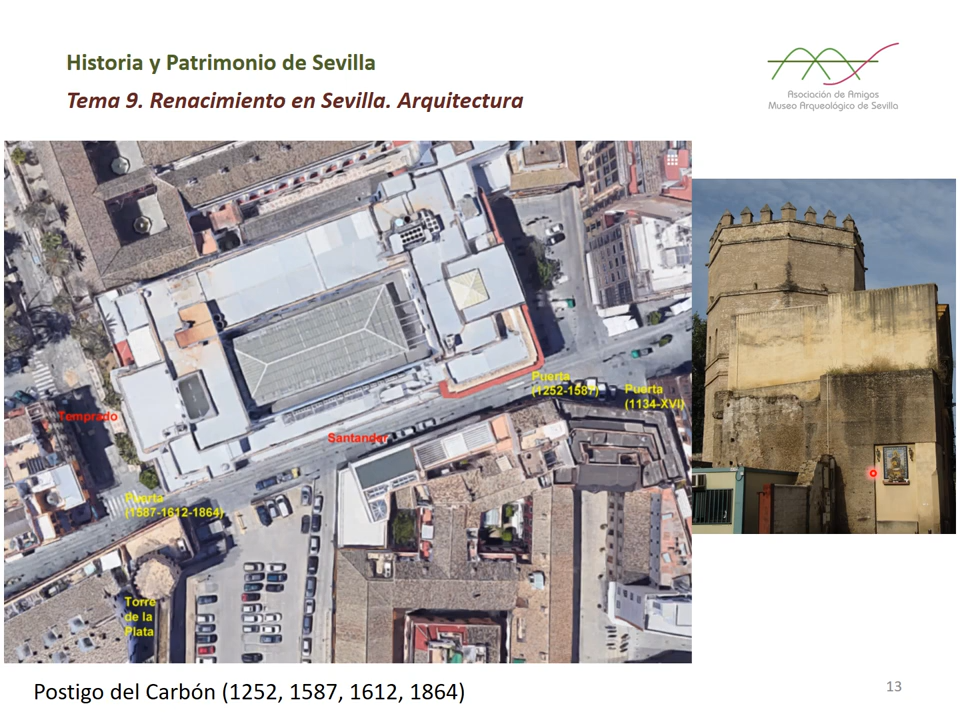 Historia y Patrimonio de Sevilla
Tema 9. Renacimiento en Sevilla. Arquitectura
Asociación de Amigos
Museo Arqueológico de Sevilla
Puerta
(1252-1587)
Puerta
(1134-XVI)
Temprado
Santander
Puerta
(1587-1612-1864)
Torre
de la
Plata
Postigo del Carbón (1252, 1587, 1612, 1864)
13